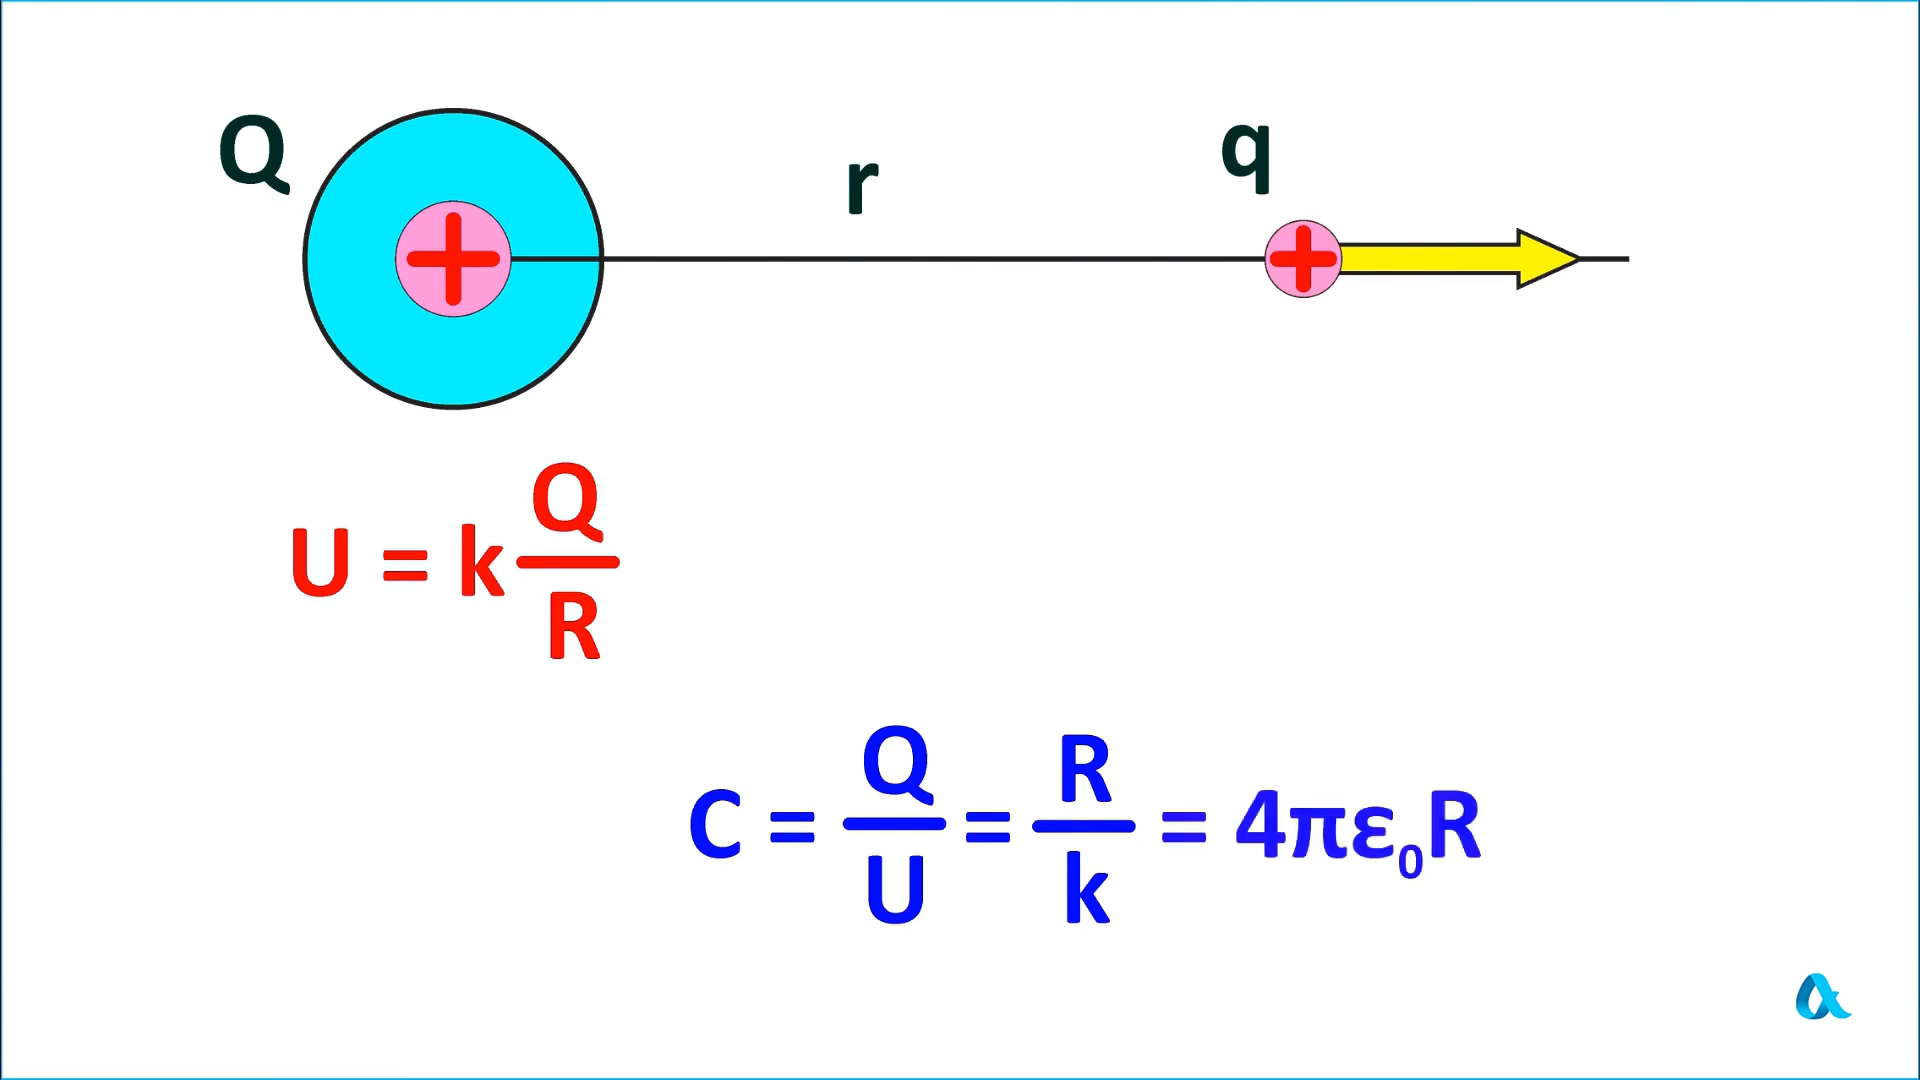 Q r q
U = k Q/R
C = Q/U = R/k = 4πε₀R